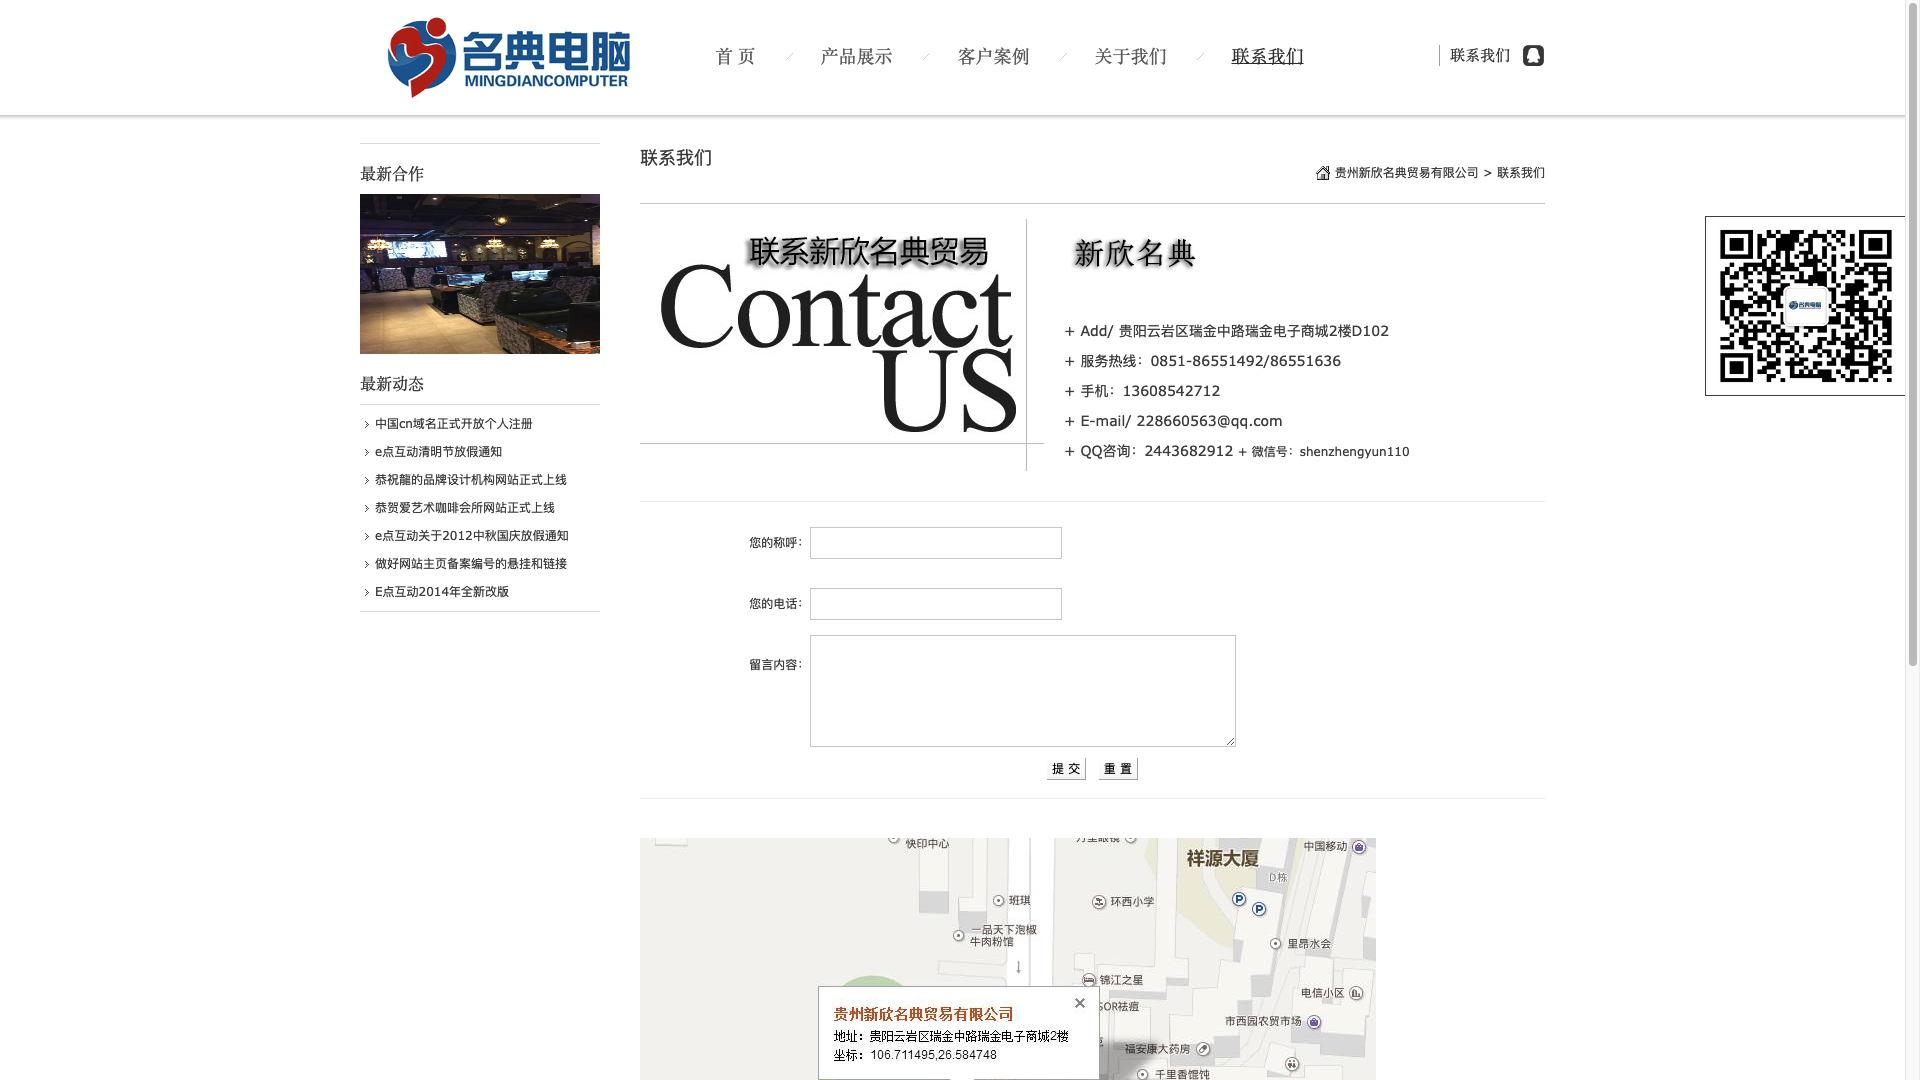 名典电脑
MINGDIANCOMPUTER
首 页
产品展示
客户案例
关于我们
联系我们
联系我们
最新合作
最新动态
中国cn域名正式开放个人注册
e点互动清明节放假通知
恭祝龍的品牌设计机构网站正式上线
恭贺爱艺术咖啡会所网站正式上线
e点互动关于2012中秋国庆放假通知
做好网站主页备案编号的悬挂和链接
E点互动2014年全新改版
联系我们
贵州新欣名典贸易有限公司 > 联系我们
联系新欣名典贸易
Contact
US
新欣名典
+ Add/ 贵阳云岩区瑞金中路瑞金电子商城2楼D102
+ 服务热线：0851-86551492/86551636
+ 手机：13608542712
+ E-mail/ 228660563@qq.com
+ QQ咨询：2443682912 + 微信号：shenzhengyun110
名典电脑
您的称呼：
您的电话：
留言内容：
提 交
重 置
快印中心
万里眼镜
祥源大厦
中国移动
D栋
P
P
班琪
环西小学
一品天下泡椒
牛肉粉馆
里昂水会
锦江之星
SOR祛痘
电信小区
市西园农贸市场
福安康大药房
千里香馄饨
贵州新欣名典贸易有限公司
地址：贵阳云岩区瑞金中路瑞金电子商城2楼
坐标：106.711495,26.584748